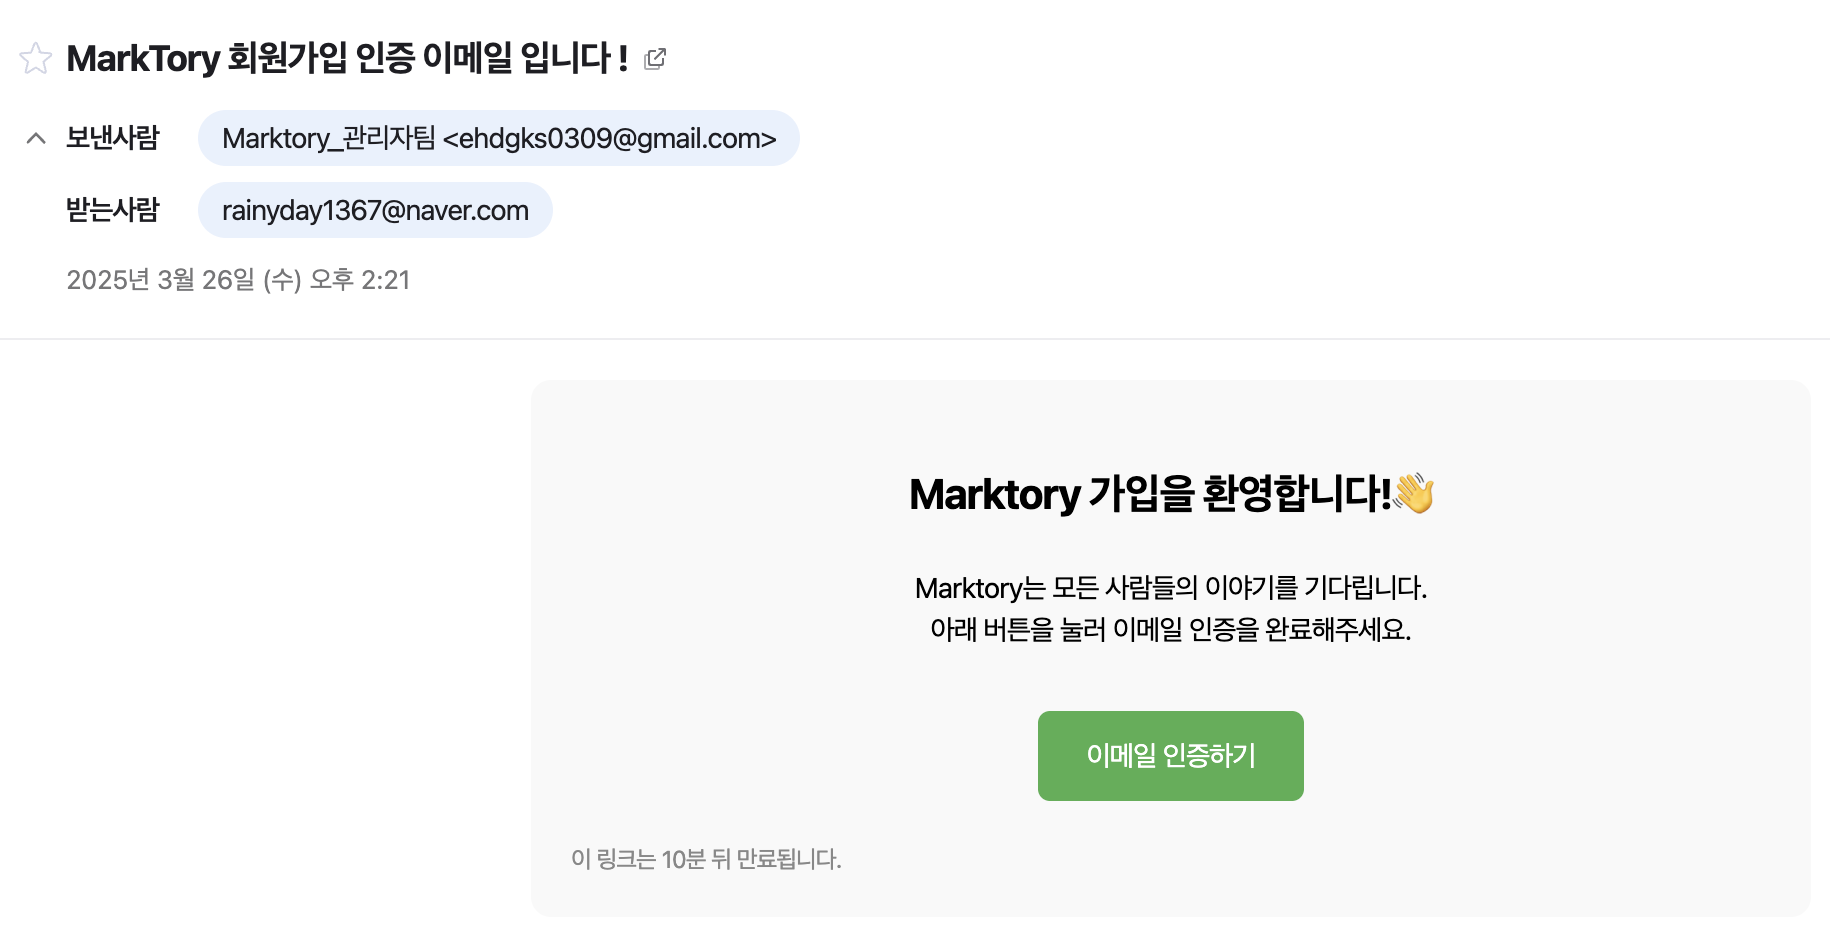 MarkTory 회원가입 인증 이메일 입니다 !
보낸사람 Marktory_관리자팀 <ehdgks0309@gmail.com>
받는사람 rainyday1367@naver.com
2025년 3월 26일 (수) 오후 2:21
Marktory 가입을 환영합니다!👋
Marktory는 모든 사람들의 이야기를 기다립니다.
아래 버튼을 눌러 이메일 인증을 완료해주세요.
이메일 인증하기
이 링크는 10분 뒤 만료됩니다.